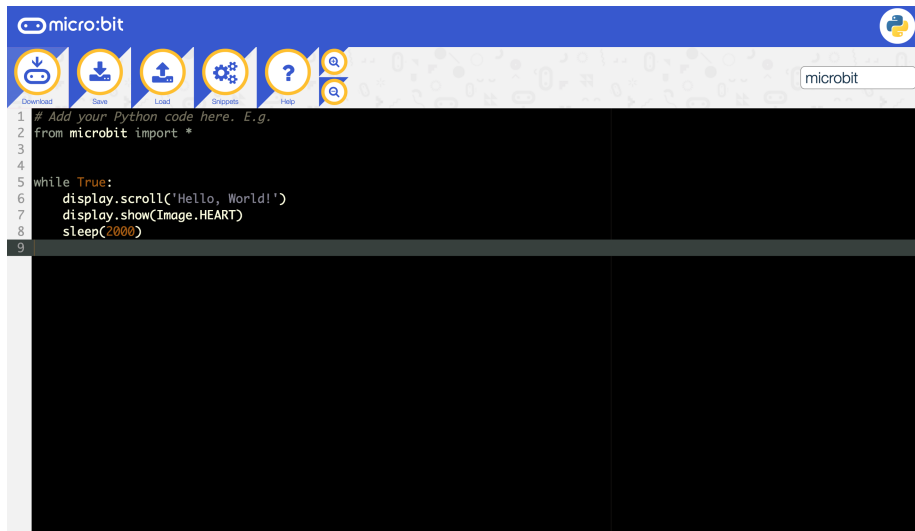 micro:bit
Download
Save
Load
Snippets
?
Help
microbit
1 # Add your Python code here. E.g.
2 from microbit import *
3
4
5 while True:
6     display.scroll('Hello, World!')
7     display.show(Image.HEART)
8     sleep(2000)
9